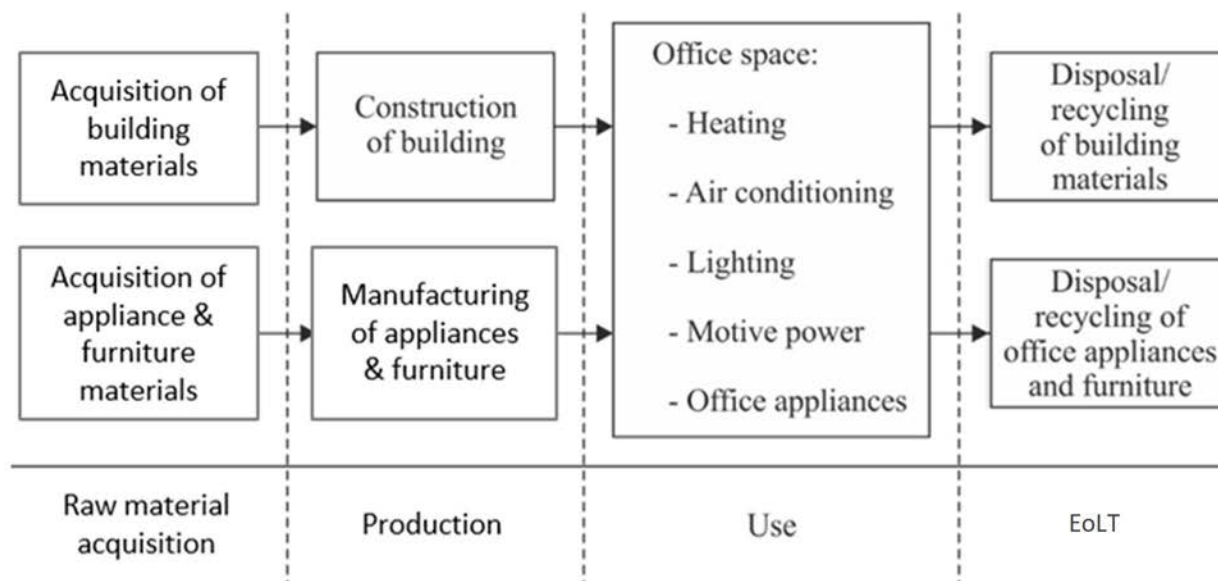 Acquisition of
building
materials
Construction
of building
Office space:
- Heating
- Air conditioning
- Lighting
- Motive power
- Office appliances
Disposal/
recycling
of building
materials
Acquisition of
appliance &
furniture
materials
Manufacturing
of appliances
& furniture
Disposal/
recycling of
office appliances
and furniture
Raw material
acquisition
Production
Use
EoLT